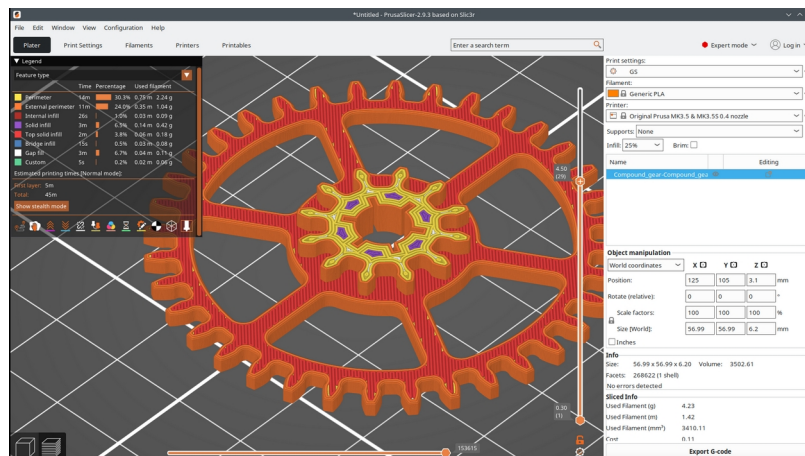 *Untitled - PrusaSlicer-2.9.3 based on Slic3r
File Edit Window View Configuration Help
Plater Print Settings Filaments Printers Printables Enter a search term Expert mode Log in
Legend
Feature type
Time Percentage Used filament
Perimeter 14m 30.3% 0.75 m 2.24 g
External perimeter 11m 24.0% 0.35 m 1.04 g
Internal infill 26s 1.0% 0.03 m 0.09 g
Solid infill 3m 6.5% 0.14 m 0.42 g
Top solid infill 2m 3.8% 0.06 m 0.18 g
Bridge infill 15s 0.5% 0.03 m 0.08 g
Gap fill 3m 6.7% 0.04 m 0.11 g
Custom 5s 0.2% 0.02 m 0.06 g
Estimated printing times [Normal mode]:
First layer: 5m
Total: 45m
Show stealth mode
4.50
(29)
0.30
(1)
153615
Print settings:
GS
Filament:
Generic PLA
Printer:
Original Prusa MK3.5 & MK3.5S 0.4 nozzle
Supports: None
Infill: 25% Brim:
Name Editing
Compound_gear-Compound_gea
Object manipulation
World coordinates X Y Z
Position: 125 105 3.1 mm
Rotate (relative): 0 0 0 °
Scale factors: 100 100 100 %
Size [World]: 56.99 56.99 6.2 mm
Inches
Info
Size: 56.99 x 56.99 x 6.20 Volume: 3502.61
Facets: 268622 (1 shell)
No errors detected
Sliced Info
Used Filament (g) 4.23
Used Filament (m) 1.42
Used Filament (mm³) 3410.11
Cost 0.11
Export G-code